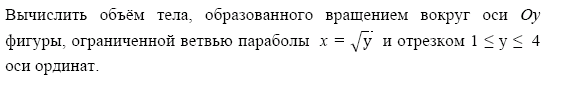 Вычислить объём тела, образованного вращением вокруг оси Oy
фигуры, ограниченной ветвью параболы x = √y и отрезком 1 ≤ y ≤ 4
оси ординат.